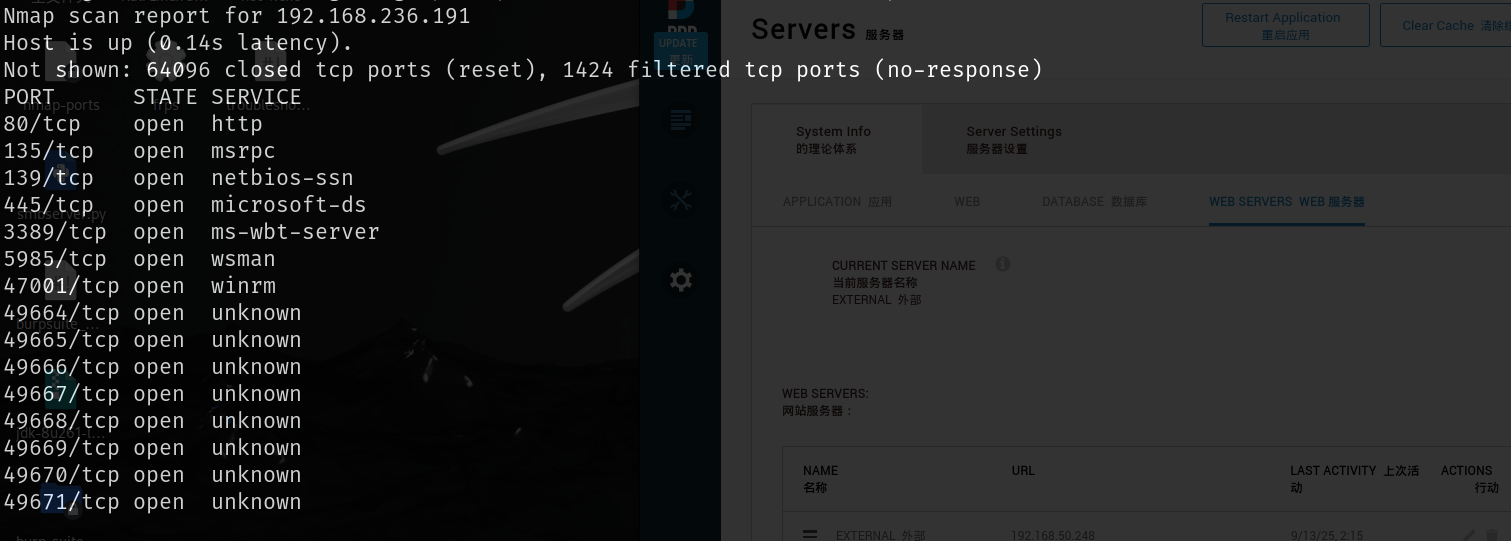 Nmap scan report for 192.168.236.191
Host is up (0.14s latency).
Not shown: 64096 closed tcp ports (reset), 1424 filtered tcp ports (no-response)
PORT STATE SERVICE
80/tcp open http
135/tcp open msrpc
139/tcp open netbios-ssn
445/tcp open microsoft-ds
3389/tcp open ms-wbt-server
5985/tcp open wsman
47001/tcp open winrm
49664/tcp open unknown
49665/tcp open unknown
49666/tcp open unknown
49667/tcp open unknown
49668/tcp open unknown
49669/tcp open unknown
49670/tcp open unknown
49671/tcp open unknown
nmap-ports
frps
troublesho...
smbserver.py
burpsuite_...
jdk-8u261-l...
burp-suite
UPDATE
更新
Servers 服务器
Restart Application
重启应用
Clear Cache
System Info
的理论体系
Server Settings
服务器设置
APPLICATION 应用
WEB
DATABASE 数据库
WEB SERVERS WEB 服务器
CURRENT SERVER NAME
当前服务器名称
EXTERNAL 外部
WEB SERVERS:
网站服务器：
NAME
名称
URL
LAST ACTIVITY 上次活
动
ACTIONS
行动
EXTERNAL 外部
192.168.50.248
9/13/25, 2:15